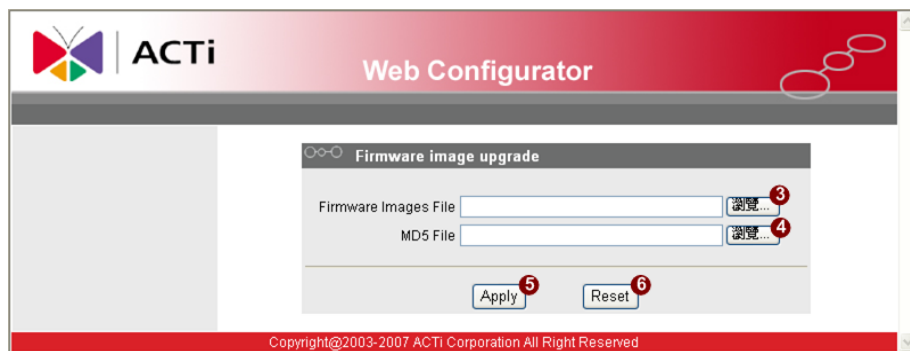 ACTi
Web Configurator
Firmware image upgrade
Firmware Images File 瀏覽... 3
MD5 File 瀏覽... 4
Apply 5 Reset 6
Copyright@2003-2007 ACTi Corporation All Right Reserved